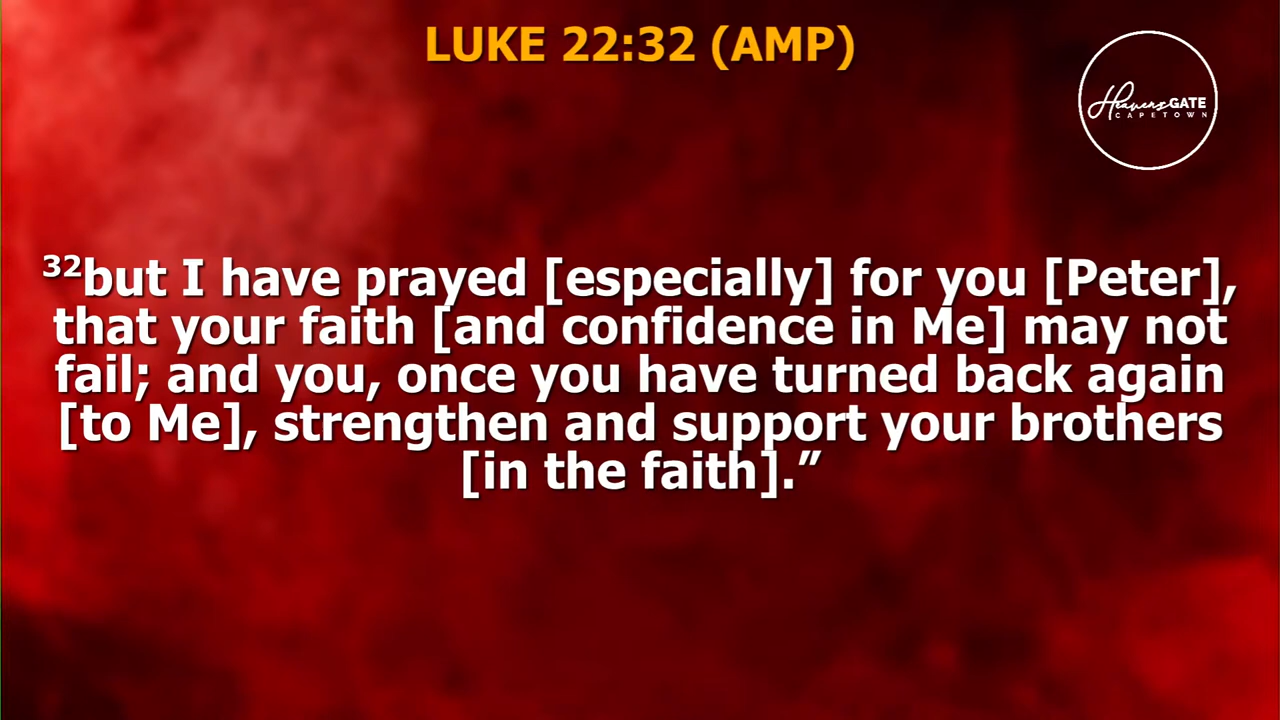 LUKE 22:32 (AMP)
HeavensGATE
CAPETOWN
32but I have prayed [especially] for you [Peter],
that your faith [and confidence in Me] may not
fail; and you, once you have turned back again
[to Me], strengthen and support your brothers
[in the faith].”